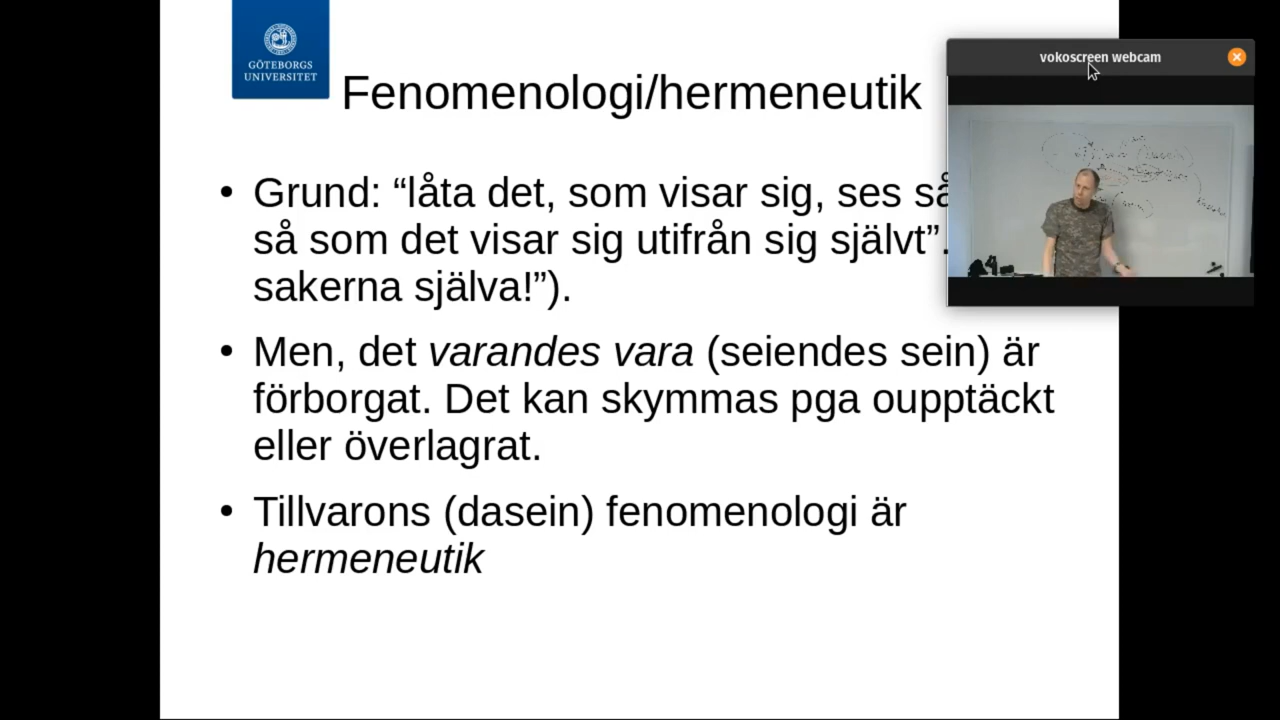 GÖTEBORGS
UNIVERSITET
Fenomenologi/hermeneutik
vokoscreen webcam
• Grund: “låta det, som visar sig, ses
så som det visar sig utifrån sig självt”.
sakerna själva!”).
• Men, det varandes vara (seiendes sein) är
förborgat. Det kan skymmas pga oupptäckt
eller överlagrat.
• Tillvarons (dasein) fenomenologi är
hermeneutik